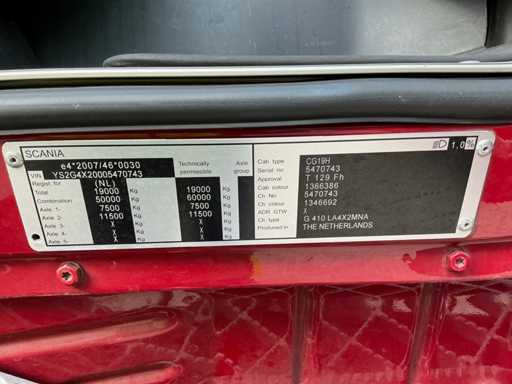 SCANIA 1,0%
e4*2007/46*0030
VIN YS2G4X20005470743
Regist. for (NL) Technically permissible Axle group
Total 19000 Kg 19000 Kg
Combination 50000 Kg 60000 Kg
Axle 1- 7500 Kg 7500 Kg
Axle 2- 11500 Kg 11500 Kg
Axle 3- X Kg X Kg
Axle 4- X Kg X Kg
Axle 5- X Kg X Kg
Cab. type CG19H
Serial no 5470743
Approval T 129 Fh
Cab. colour 1366386
Ch. No 5470743
Ch. colour 1346692
ADR. GTW X
Ch. type G 410 LA4X2MNA
Produced in THE NETHERLANDS